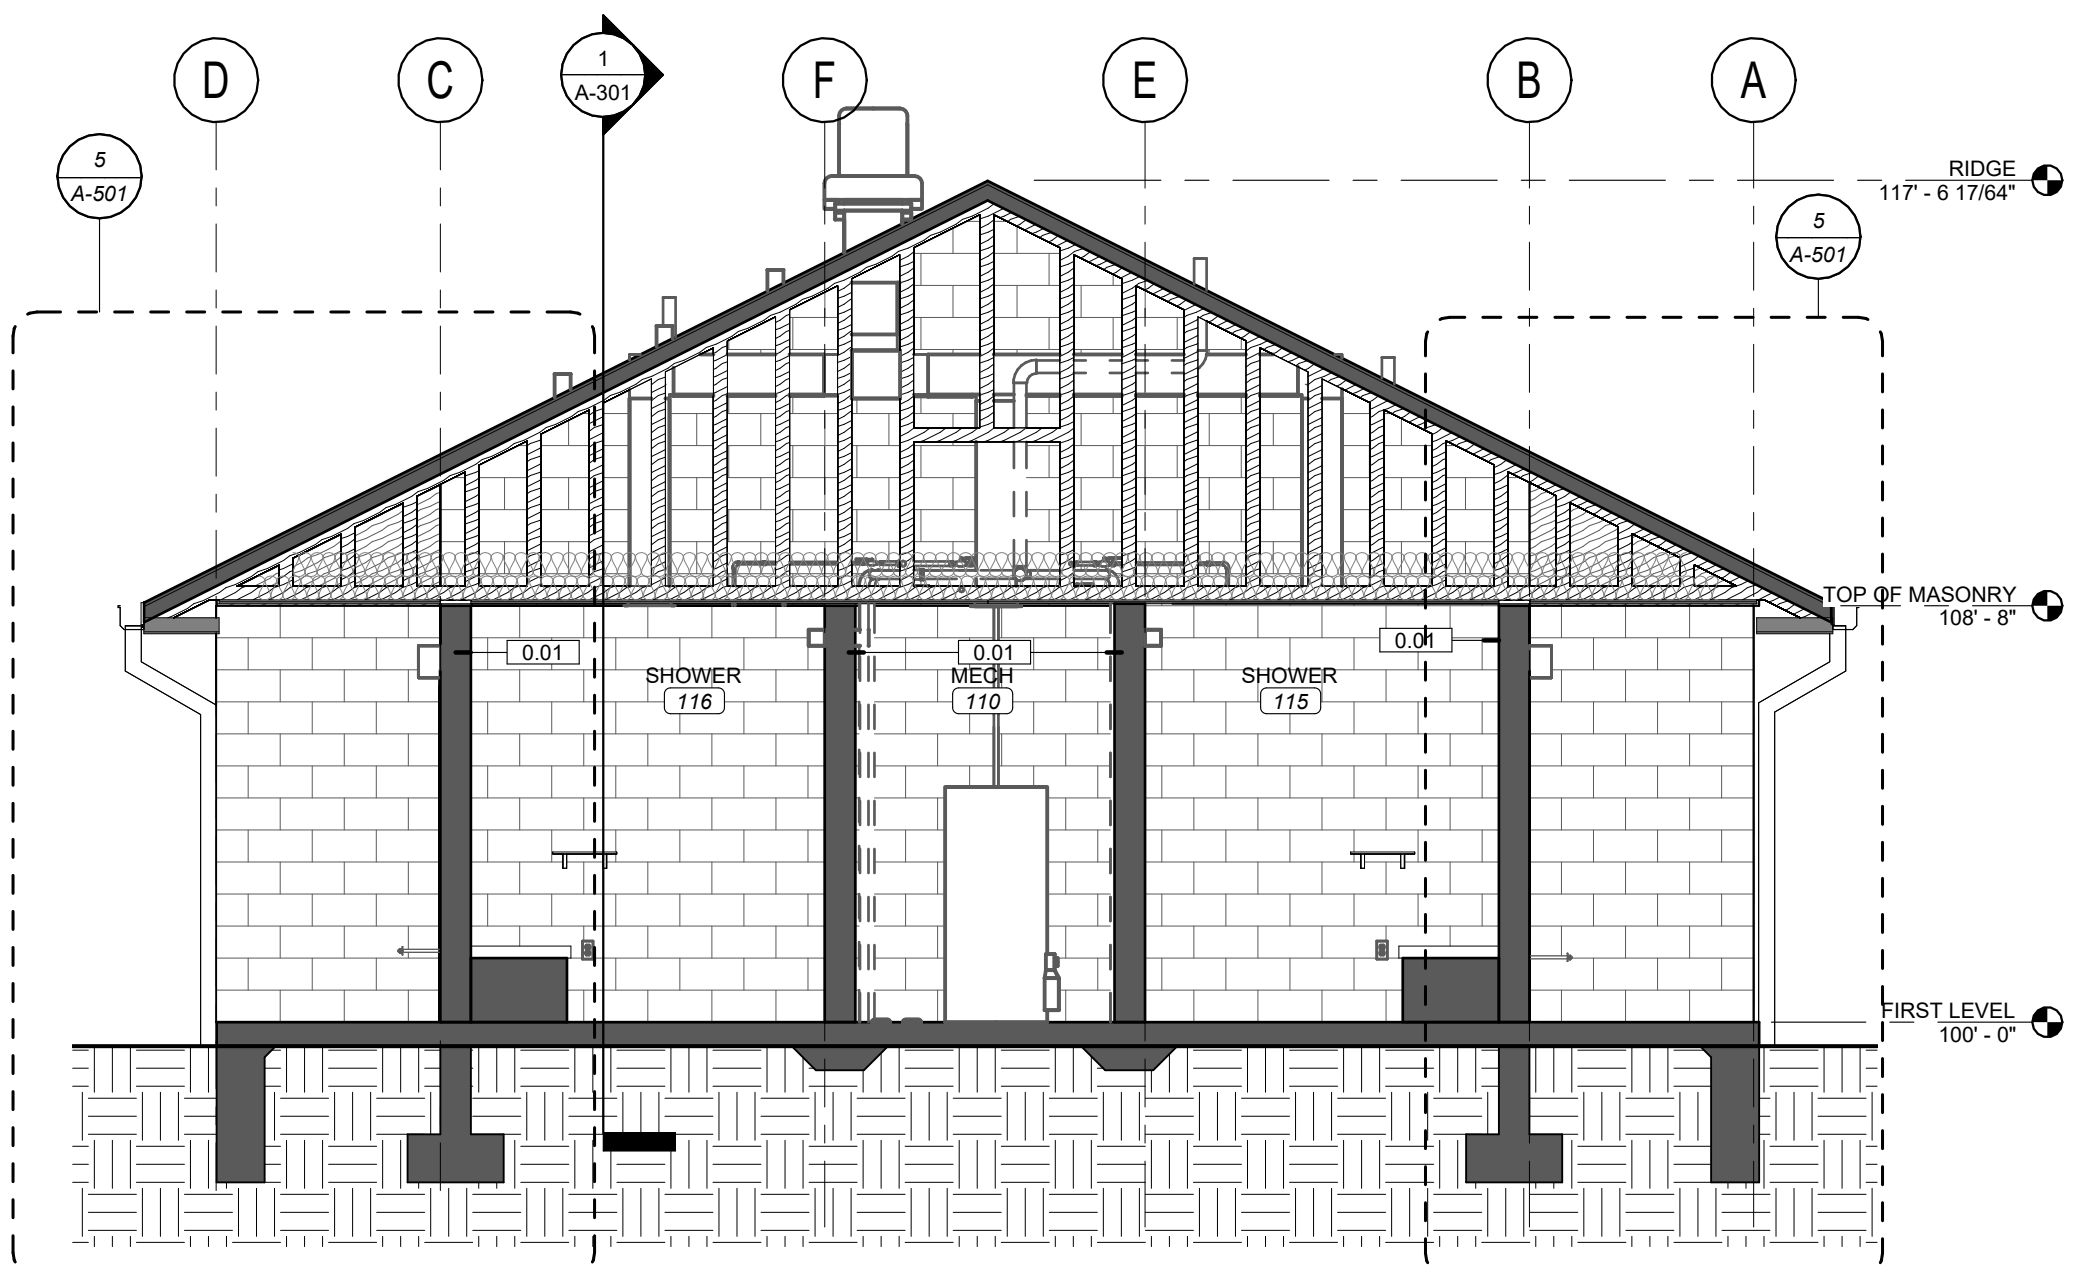 D
C
1
A-301
F
E
B
A
5
A-501
RIDGE
117' - 6 17/64"
5
A-501
TOP OF MASONRY
108' - 8"
0.01
0.01
0.01
SHOWER
116
MECH
110
SHOWER
115
FIRST LEVEL
100' - 0"